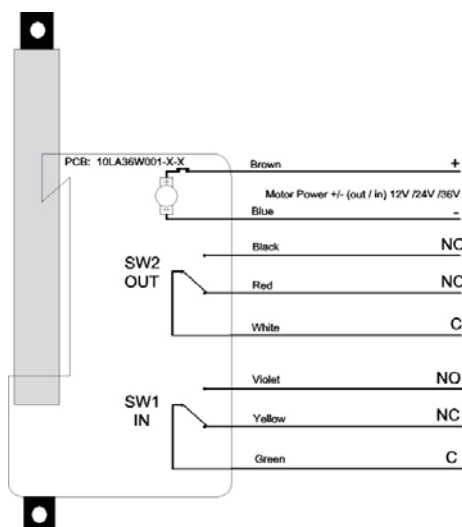 PCB: 10LA36W001-X-X
Brown +
Motor Power +/- (out / in) 12V /24V /36V
Blue -
Black
SW2
OUT
Red NC
White C
Violet NO
SW1
IN
Yellow NC
Green C